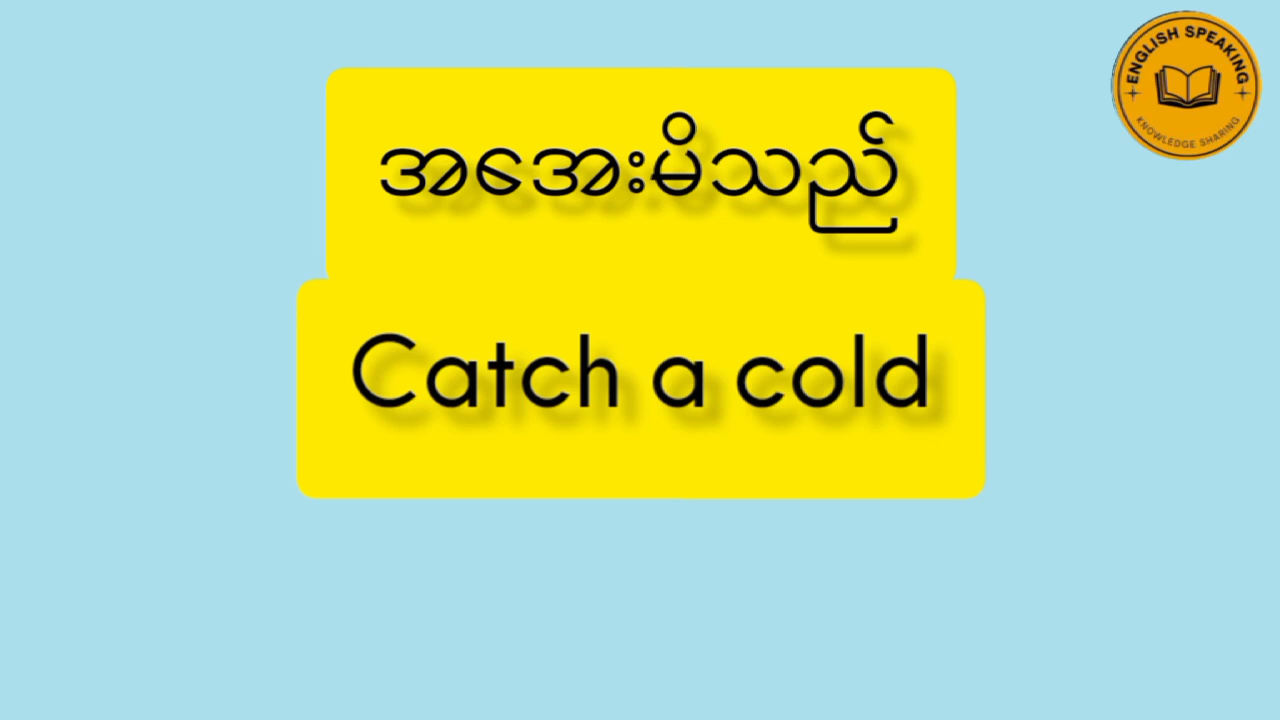 အအေးမိသည်
Catch a cold
ENGLISH SPEAKING
KNOWLEDGE SHARING